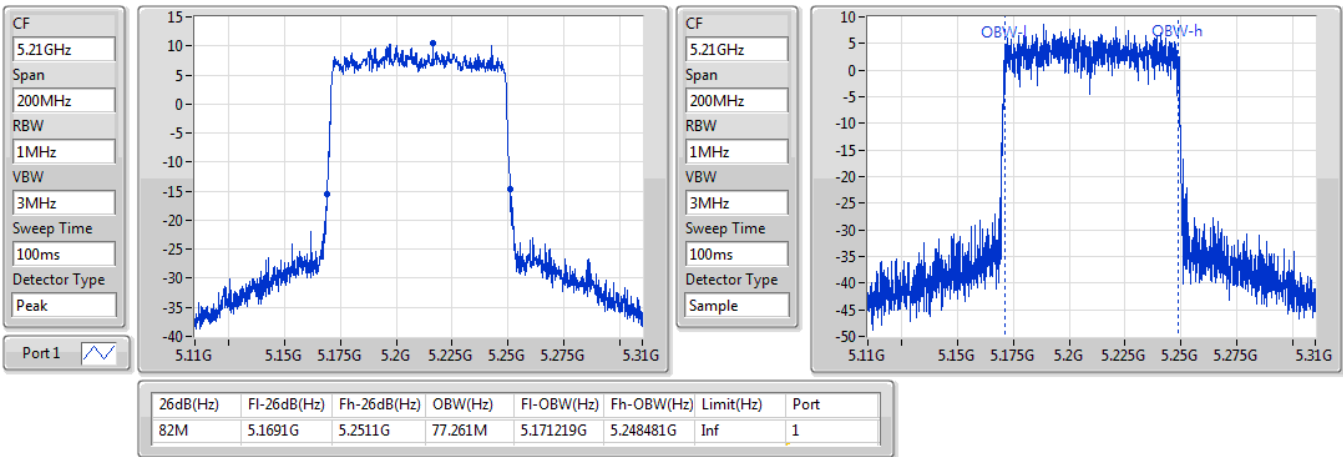 CF
5.21GHz
Span
200MHz
RBW
1MHz
VBW
3MHz
Sweep Time
100ms
Detector Type
Peak
Port 1
15
10
5
0
-5
-10
-15
-20
-25
-30
-35
-40
5.11G 5.15G 5.175G 5.2G 5.225G 5.25G 5.31G
CF
5.21GHz
Span
200MHz
RBW
1MHz
VBW
3MHz
Sweep Time
100ms
Detector Type
Sample
10
5
0
-5
-10
-15
-20
-25
-30
-35
-40
-45
-50
OBW-l OBW-h
5.11G 5.15G 5.175G 5.2G 5.225G 5.25G 5.275G 5.31G
26dB(Hz) Fl-26dB(Hz) Fh-26dB(Hz) OBW(Hz) Fl-OBW(Hz) Fh-OBW(Hz) Limit(Hz) Port
82M 5.1691G 5.2511G 77.261M 5.171219G 5.248481G Inf 1